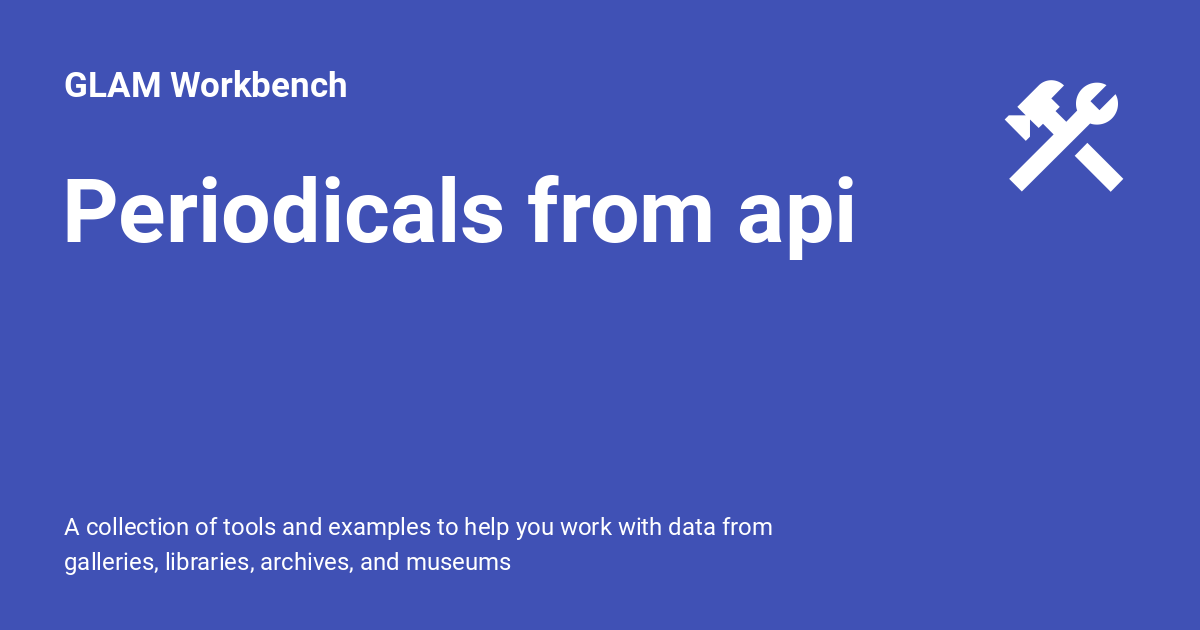 GLAM Workbench
Periodicals from api
A collection of tools and examples to help you work with data from
galleries, libraries, archives, and museums